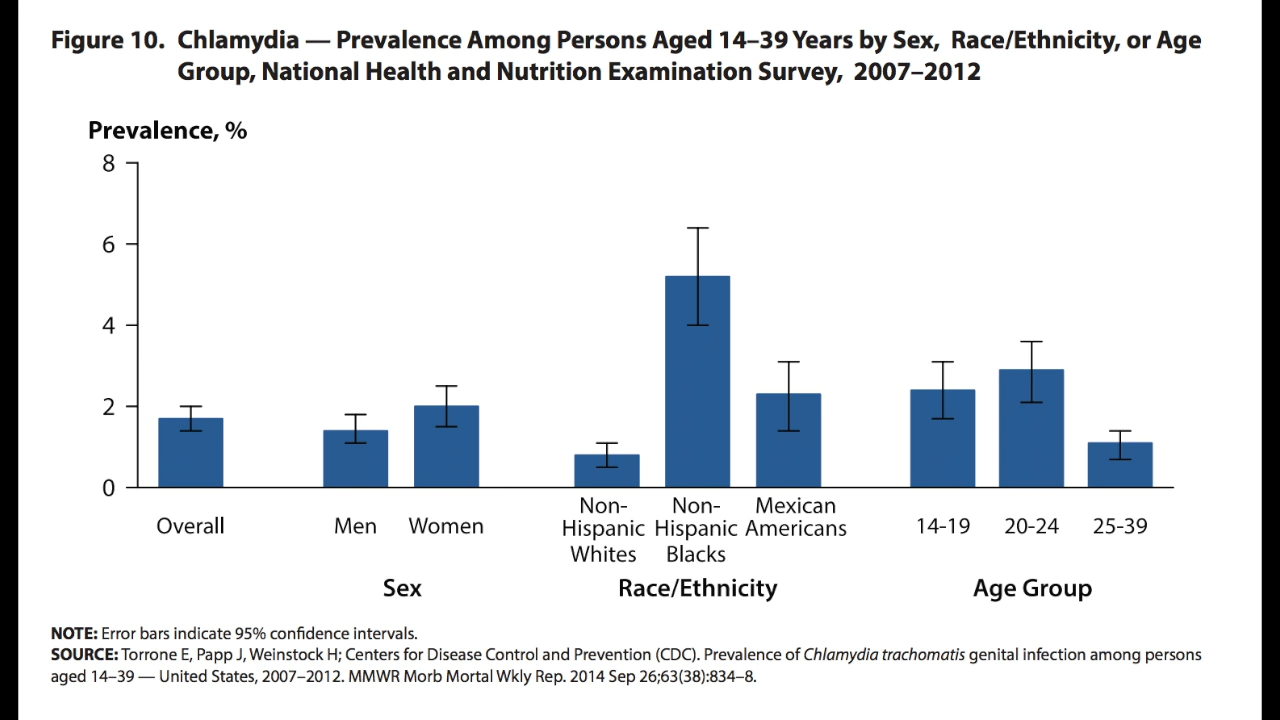 Figure 10. Chlamydia — Prevalence Among Persons Aged 14–39 Years by Sex, Race/Ethnicity, or Age
Group, National Health and Nutrition Examination Survey, 2007–2012
Prevalence, %
8
6
4
2
0
Overall
Men
Women
Non-
Hispanic
Whites
Non-
Hispanic
Blacks
Mexican
Americans
14-19
20-24
25-39
Sex
Race/Ethnicity
Age Group
NOTE: Error bars indicate 95% confidence intervals.
SOURCE: Torrone E, Papp J, Weinstock H; Centers for Disease Control and Prevention (CDC). Prevalence of Chlamydia trachomatis genital infection among persons
aged 14–39 — United States, 2007–2012. MMWR Morb Mortal Wkly Rep. 2014 Sep 26;63(38):834–8.